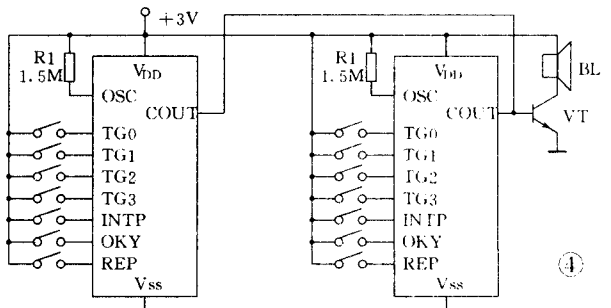 +3V
R1
1.5M
VDD
OSC
COUT
TG0
TG1
TG2
TG3
INTP
OKY
REP
VSS
R1
1.5M
VDD
OSC
COUT
TG0
TG1
TG2
TG3
INTP
OKY
REP
VSS
BL
VT
④